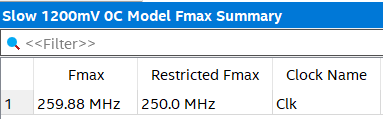 Slow 1200mV 0C Model Fmax Summary
<<Filter>>
Fmax Restricted Fmax Clock Name
1 259.88 MHz 250.0 MHz Clk